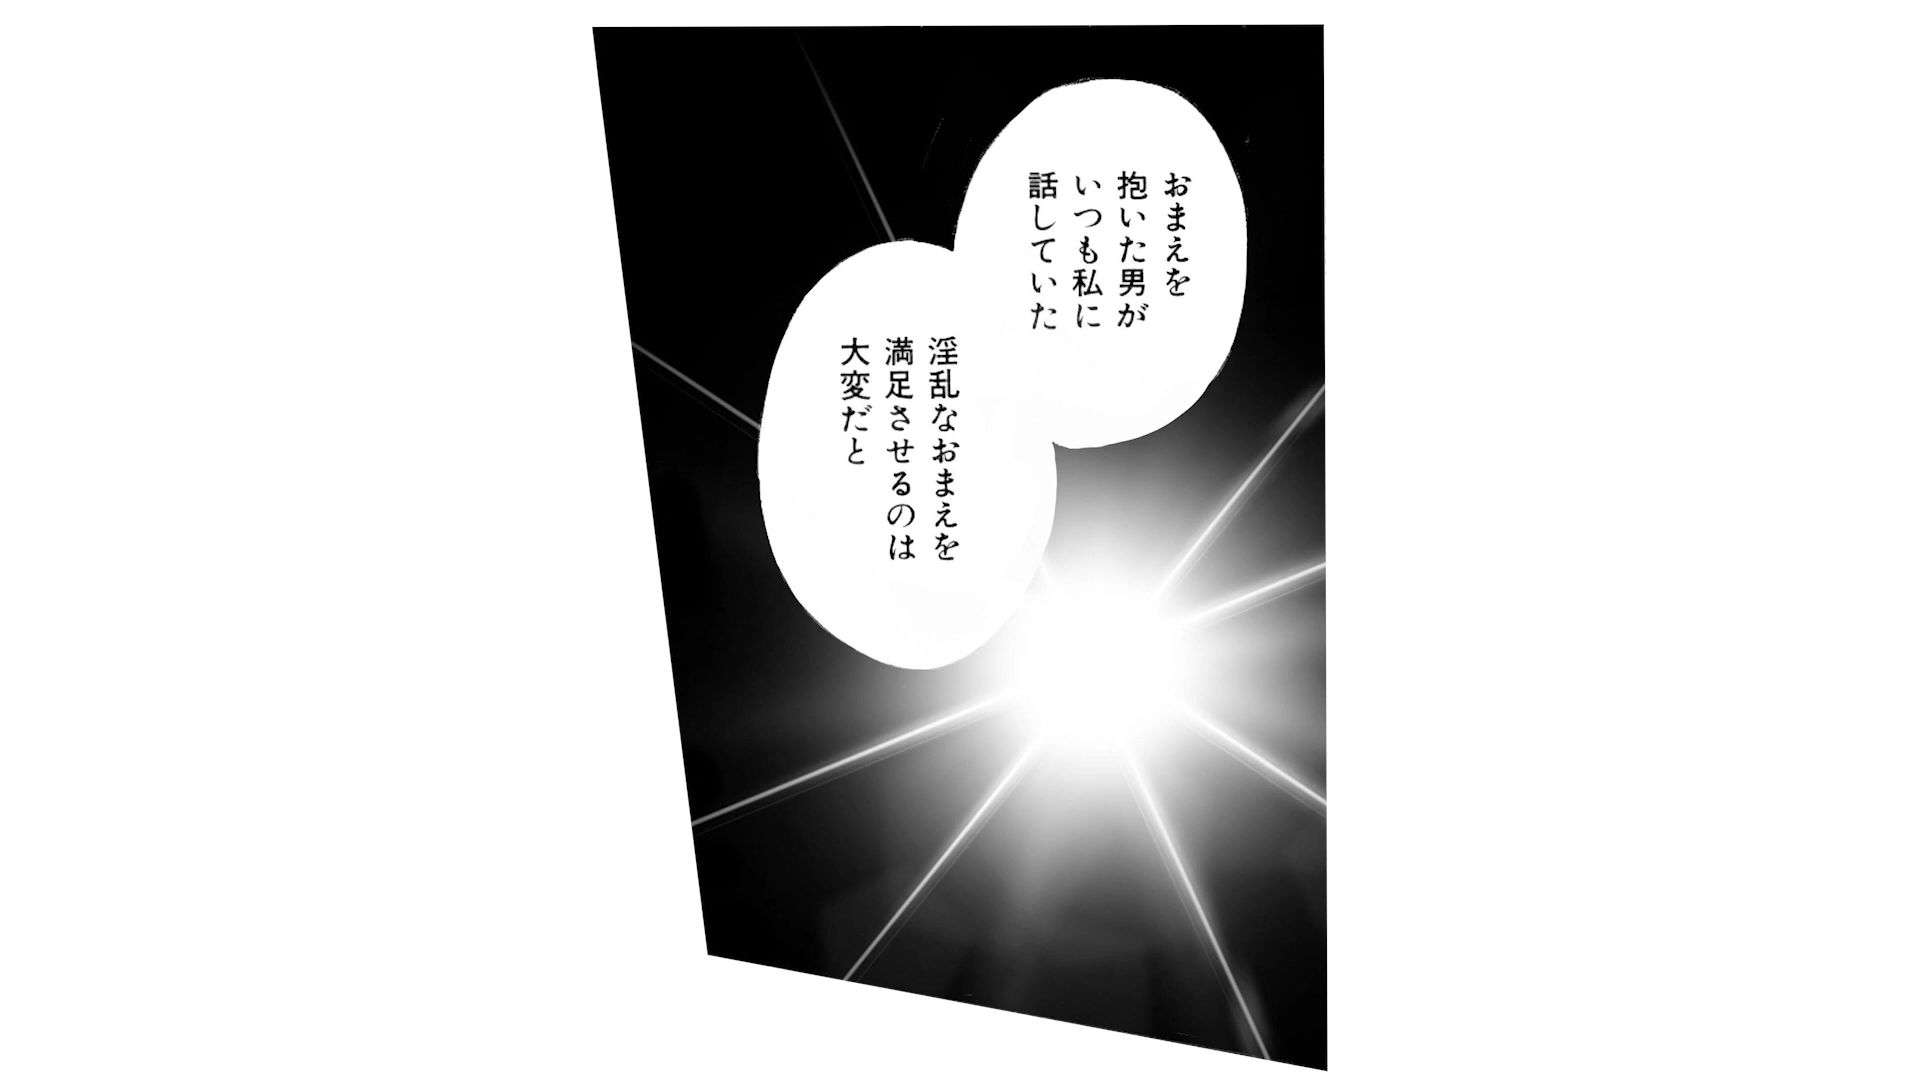 おまえを
抱いた男が
いつも私に
話していた
淫乱なおまえを
満足させるのは
大変だと